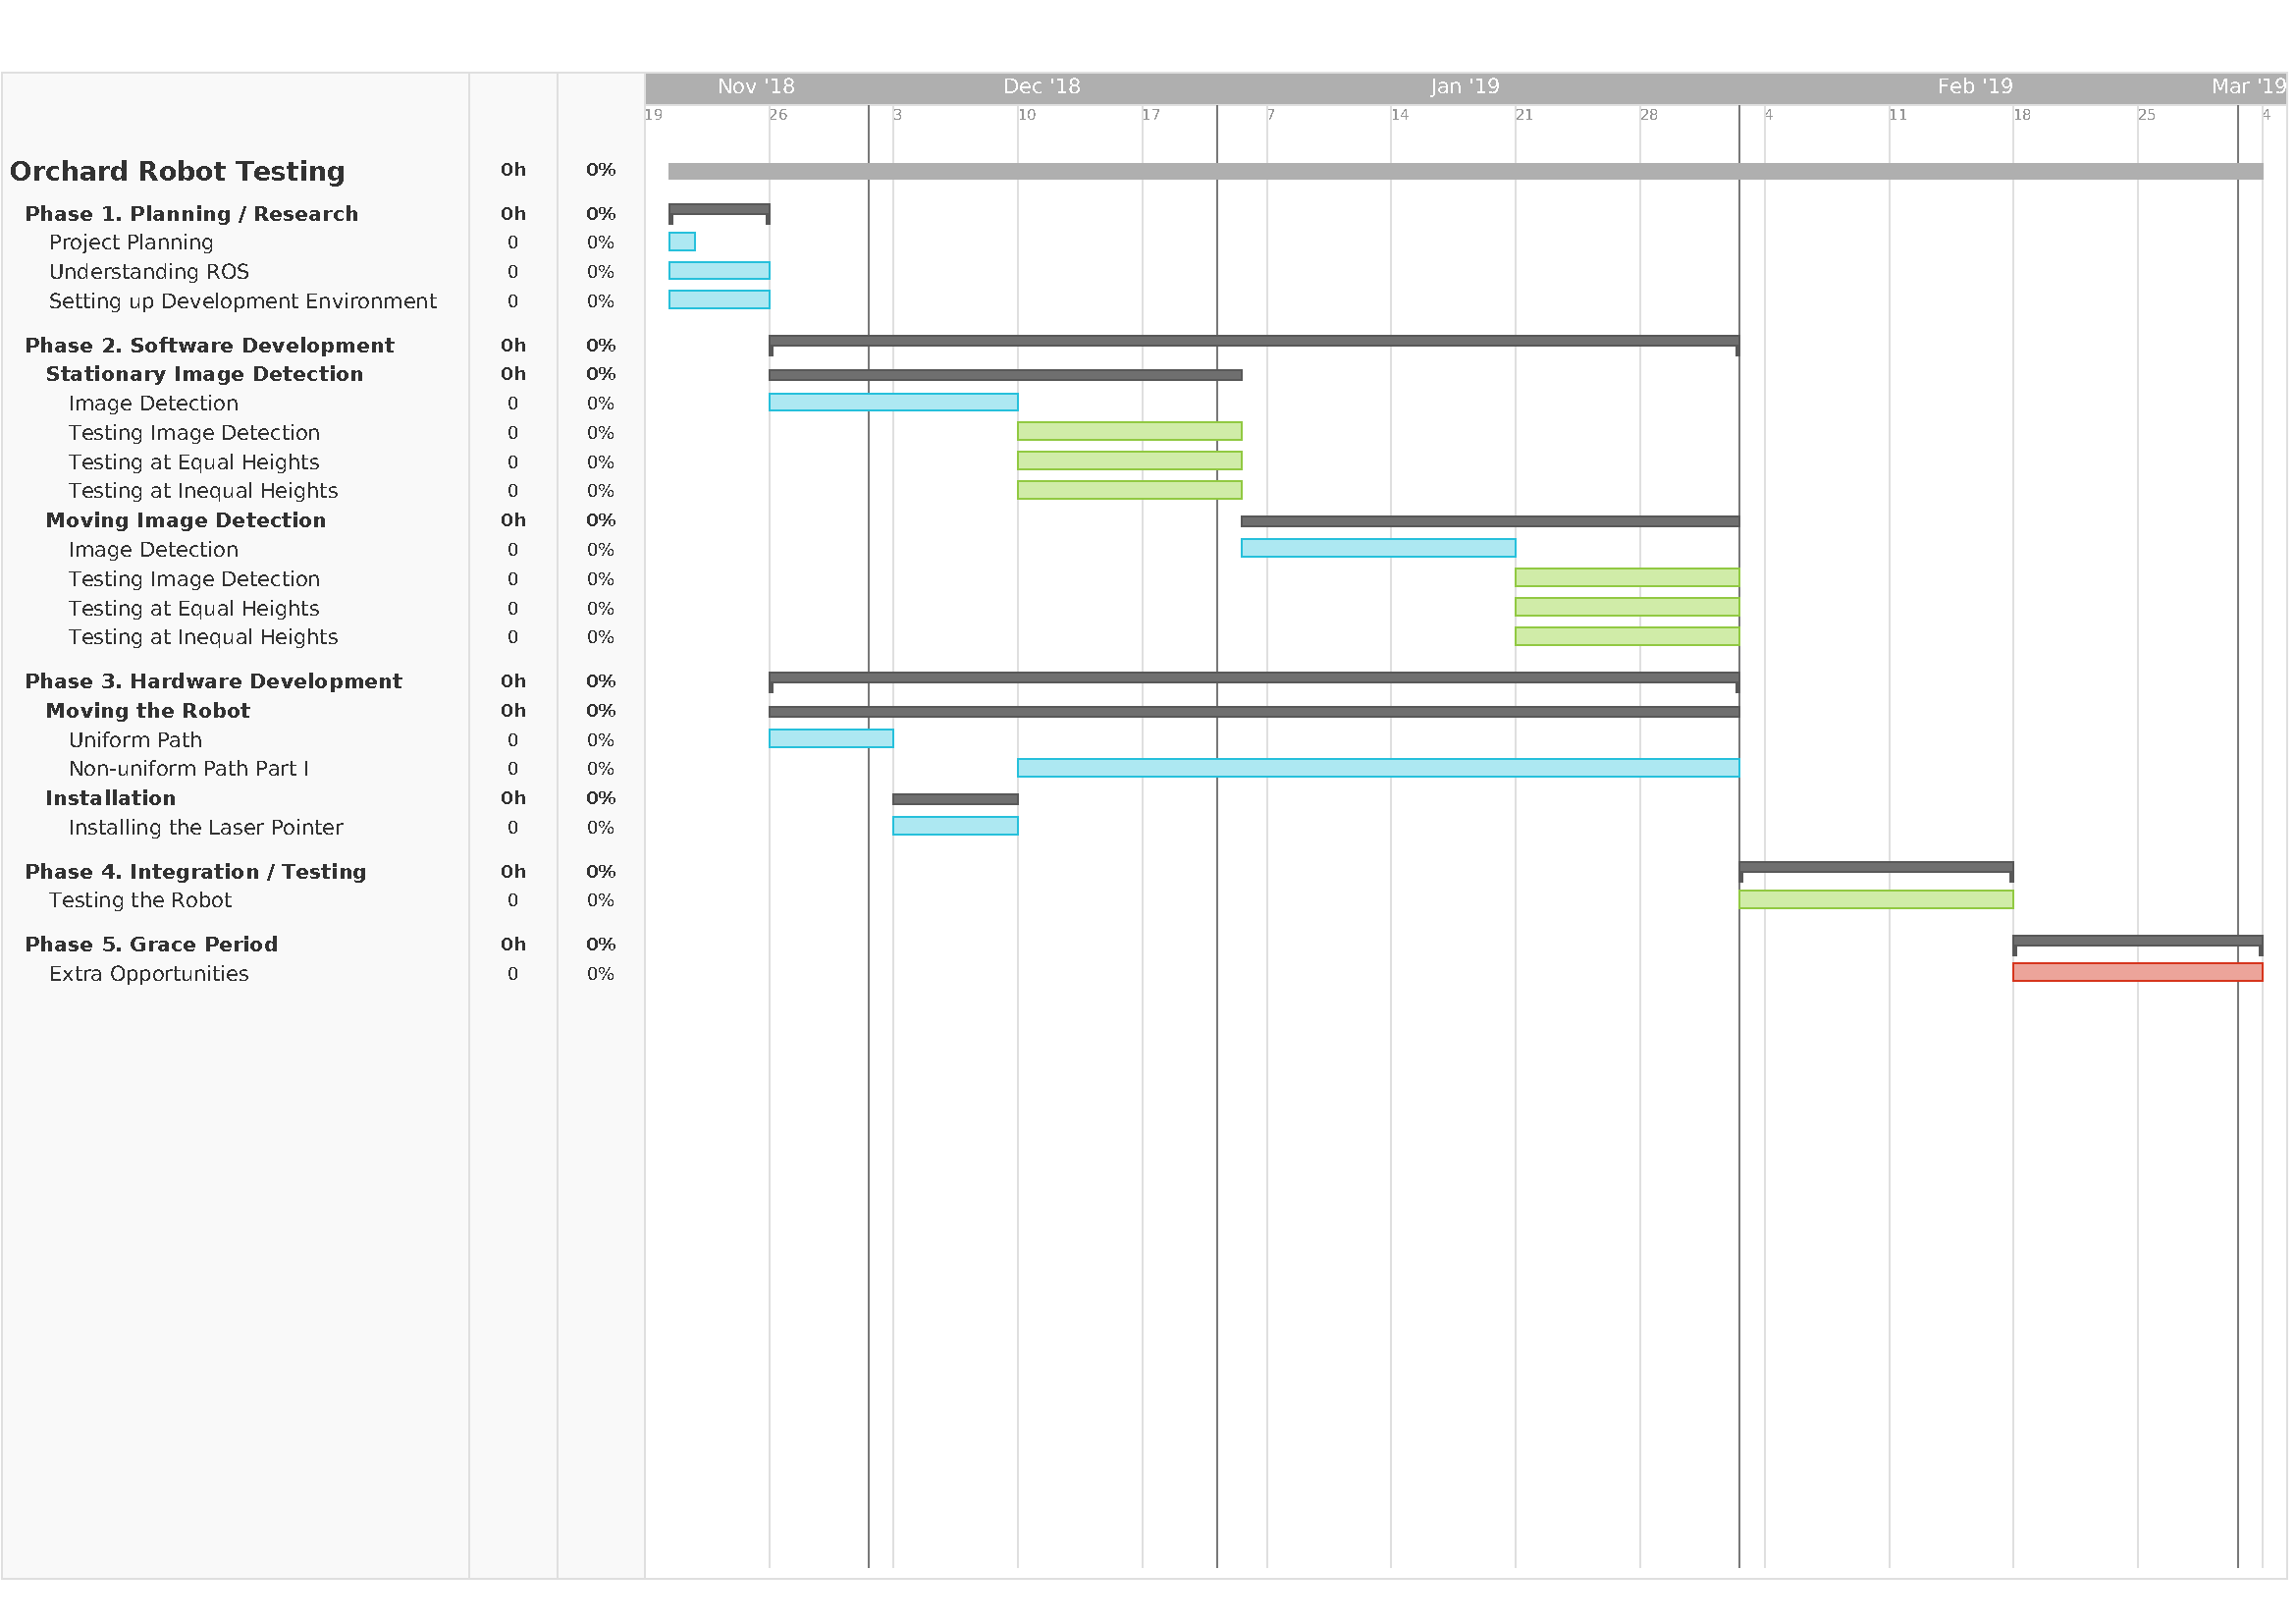 Nov '18 Dec '18 Jan '19 Feb '19 Mar '19
19 26 3 10 17 7 14 21 28 4 11 18 25 4
Orchard Robot Testing 0h 0%
Phase 1. Planning / Research 0h 0%
Project Planning 0 0%
Understanding ROS 0 0%
Setting up Development Environment 0 0%
Phase 2. Software Development 0h 0%
Stationary Image Detection 0h 0%
Image Detection 0 0%
Testing Image Detection 0 0%
Testing at Equal Heights 0 0%
Testing at Inequal Heights 0 0%
Moving Image Detection 0h 0%
Image Detection 0 0%
Testing Image Detection 0 0%
Testing at Equal Heights 0 0%
Testing at Inequal Heights 0 0%
Phase 3. Hardware Development 0h 0%
Moving the Robot 0h 0%
Uniform Path 0 0%
Non-uniform Path Part I 0 0%
Installation 0h 0%
Installing the Laser Pointer 0 0%
Phase 4. Integration / Testing 0h 0%
Testing the Robot 0 0%
Phase 5. Grace Period 0h 0%
Extra Opportunities 0 0%